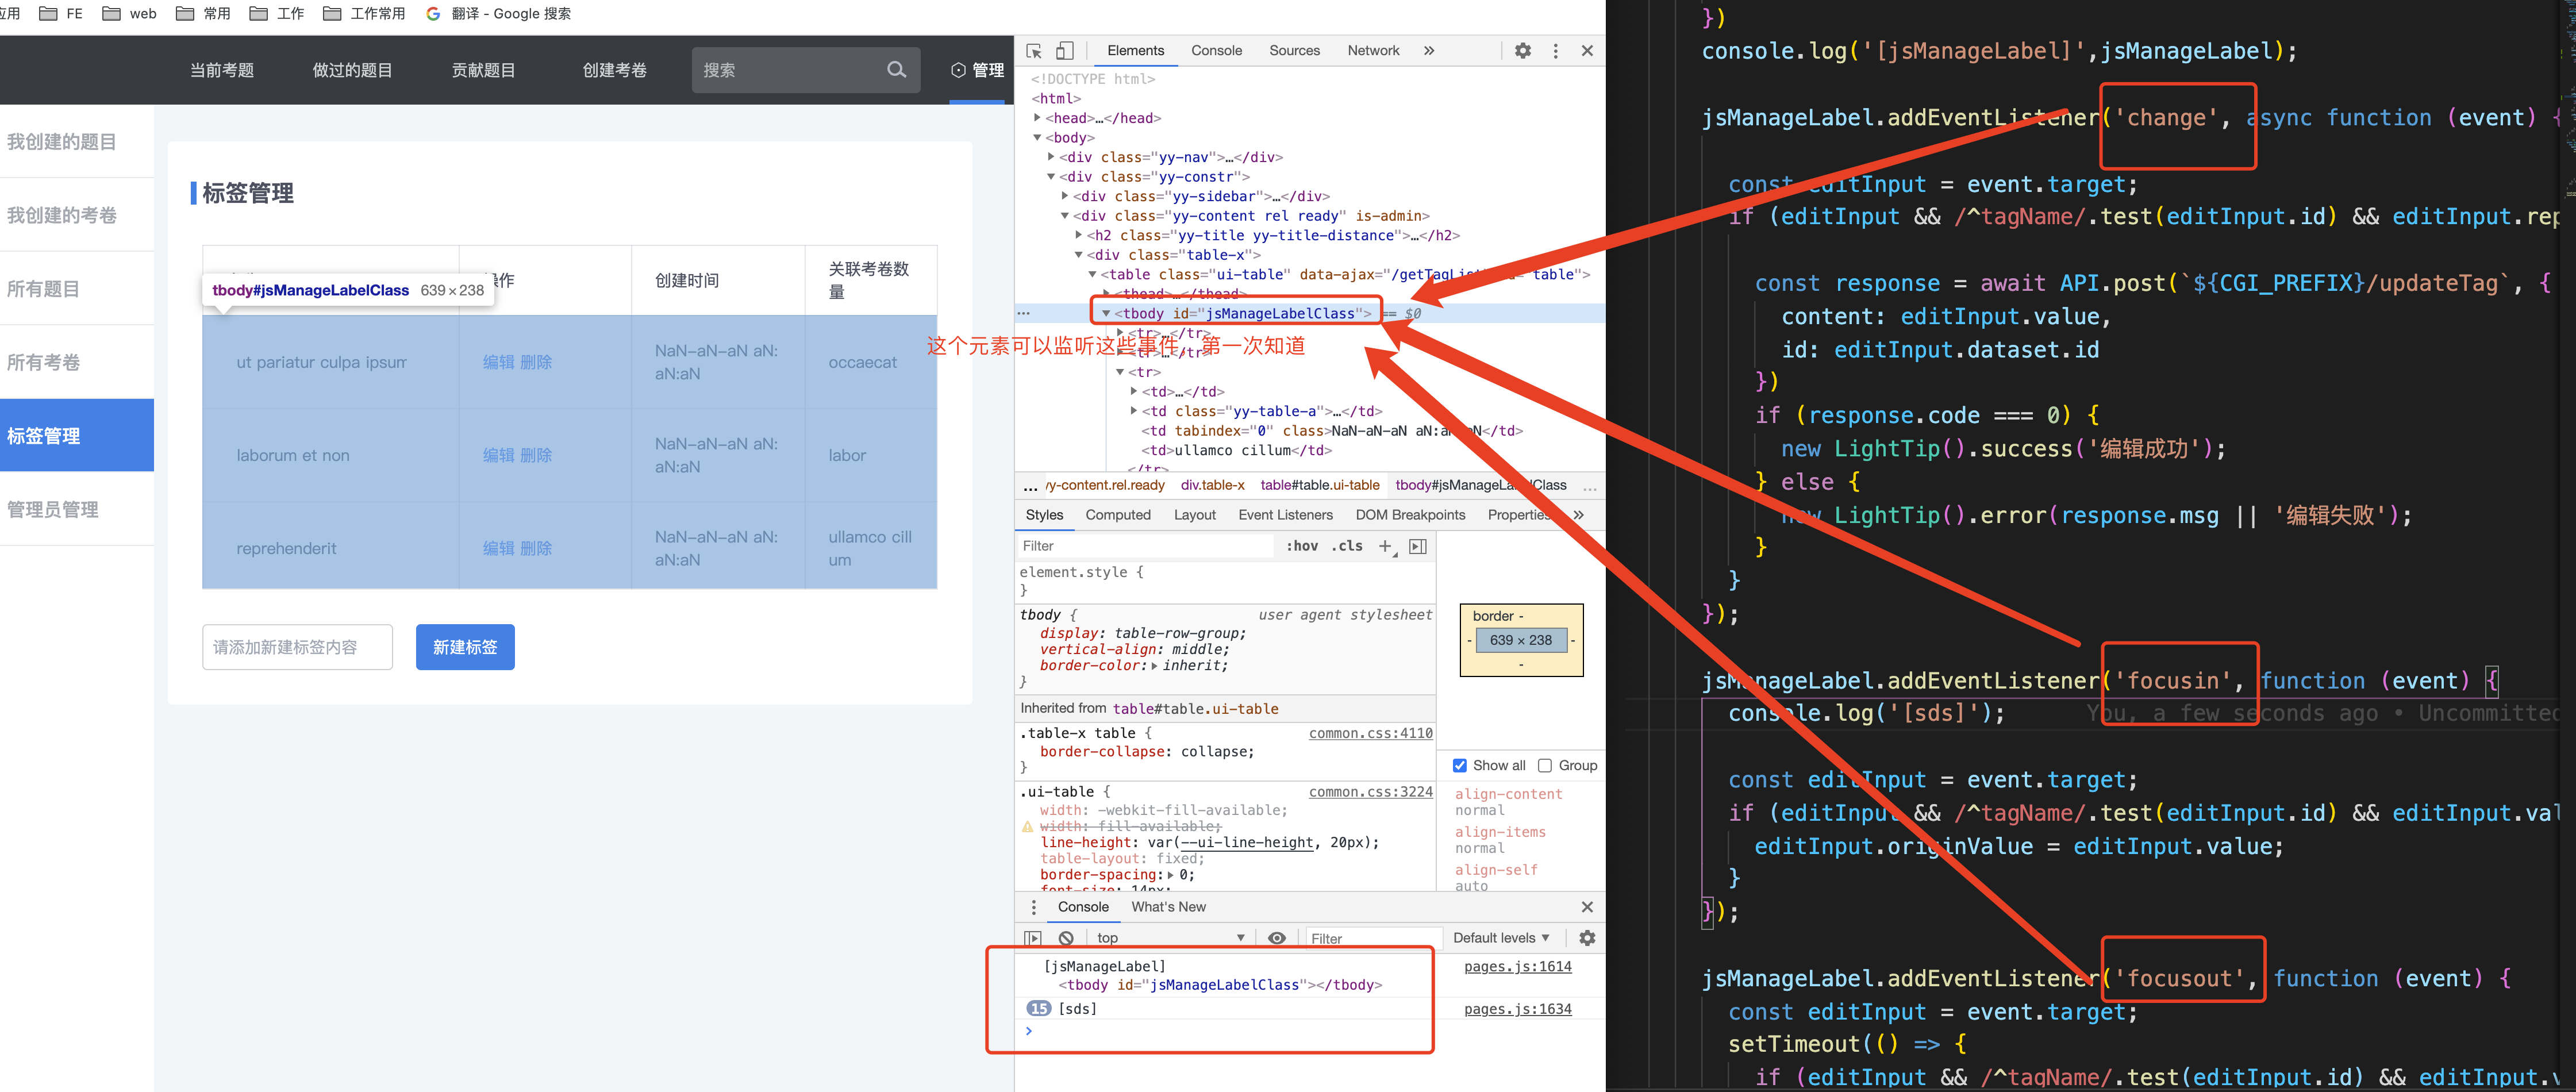 应用 FE web 常用 工作 工作常用 翻译 - Google 搜索
当前考题 做过的题目 贡献题目 创建考卷 搜索 管理
我创建的题目
我创建的考卷
所有题目
所有考卷
标签管理
管理员管理
标签管理
操作 创建时间 关联考卷数
量
tbody#jsManageLabelClass 639 × 238
ut pariatur culpa ipsum 编辑 删除 NaN-aN-aN aN:
aN:aN occaecat
laborum et non 编辑 删除 NaN-aN-aN aN:
aN:aN labor
reprehenderit 编辑 删除 NaN-aN-aN aN:
aN:aN ullamco cill
um
请添加新建标签内容 新建标签
这个元素可以监听这些事件, 第一次知道
Elements Console Sources Network »
<!DOCTYPE html>
<html>
<head>…</head>
<body>
<div class="yy-nav">…</div>
<div class="yy-constr">
<div class="yy-sidebar">…</div>
<div class="yy-content rel ready" is-admin>
<h2 class="yy-title yy-title-distance">…</h2>
<div class="table-x">
<table class="ui-table" data-ajax="/getTagList table">
<thead>…</thead>
<tbody id="jsManageLabelClass"> == $0
<tr>…</tr>
<tr>…</tr>
<tr>
<td>…</td>
<td class="yy-table-a">…</td>
<td tabindex="0" class>NaN-aN-aN aN:aN:aN</td>
<td>ullamco cillum</td>
</tr>
… yy-content.rel.ready div.table-x table#table.ui-table tbody#jsManageLabelClass …
Styles Computed Layout Event Listeners DOM Breakpoints Properties »
Filter :hov .cls +
element.style {
}
tbody { user agent stylesheet
display: table-row-group;
vertical-align: middle;
border-color: inherit;
}
Inherited from table#table.ui-table
.table-x table { common.css:4110
border-collapse: collapse;
}
.ui-table { common.css:3224
width: -webkit-fill-available;
width: fill-available;
line-height: var(--ui-line-height, 20px);
table-layout: fixed;
border-spacing: 0;
font-size: 14px;
border -
- 639 × 238 -
-
Show all Group
align-content
normal
align-items
normal
align-self
auto
Console What's New
top Filter Default levels
[jsManageLabel] pages.js:1614
<tbody id="jsManageLabelClass"></tbody>
15 [sds] pages.js:1634
>
})
console.log('[jsManageLabel]',jsManageLabel);
jsManageLabel.addEventListener('change', async function (event) {
const editInput = event.target;
if (editInput && /^tagName/.test(editInput.id) && editInput.rep
const response = await API.post(`${CGI_PREFIX}/updateTag`, {
content: editInput.value,
id: editInput.dataset.id
})
if (response.code === 0) {
new LightTip().success('编辑成功');
} else {
new LightTip().error(response.msg || '编辑失败');
}
}
});
jsManageLabel.addEventListener('focusin', function (event) {
console.log('[sds]'); You, a few seconds ago • Uncommitted
const editInput = event.target;
if (editInput && /^tagName/.test(editInput.id) && editInput.val
editInput.originValue = editInput.value;
}
});
jsManageLabel.addEventListener('focusout', function (event) {
const editInput = event.target;
setTimeout(() => {
if (editInput && /^tagName/.test(editInput.id) && editInput.v